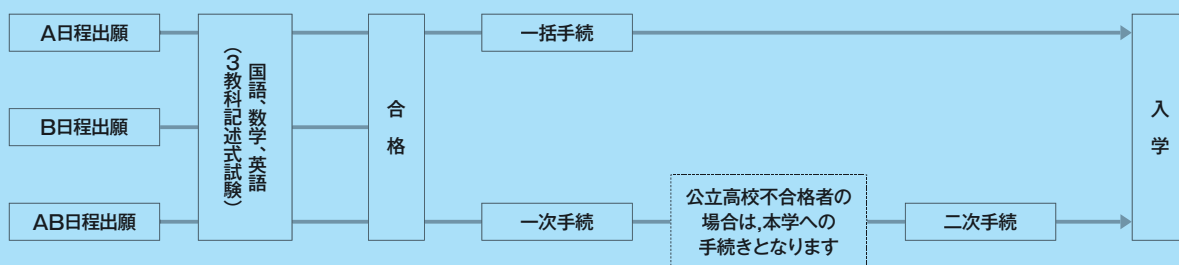 A日程出願
B日程出願
AB日程出願
国語、数学、英語
（3教科記述式試験）
合格
一括手続
一次手続
公立高校不合格者の
場合は,本学への
手続きとなります
二次手続
入学